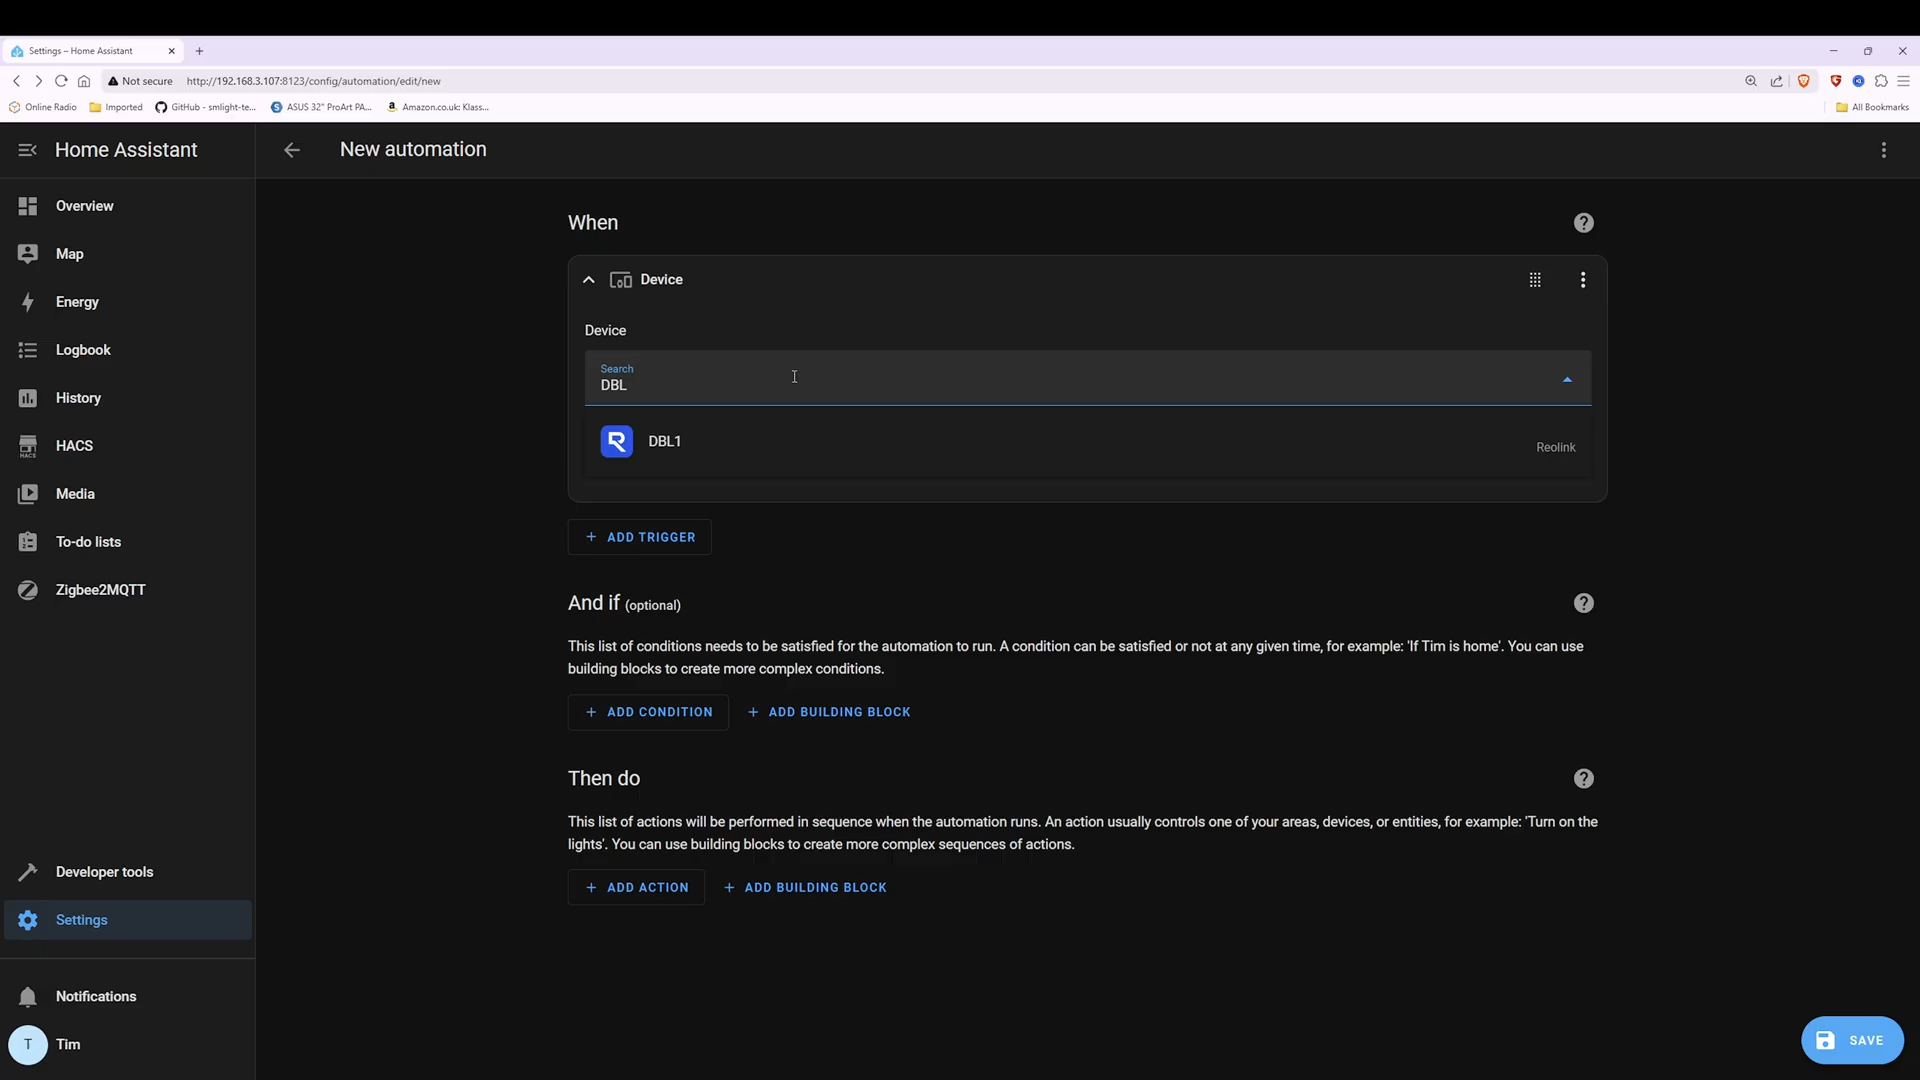 Settings – Home Assistant
Not secure http://192.168.3.107:8123/config/automation/edit/new
Online Radio Imported GitHub - smlight-te... ASUS 32" ProArt PA... Amazon.co.uk: Klass... All Bookmarks
Home Assistant
New automation
Overview
Map
Energy
Logbook
History
HACS
Media
To-do lists
Zigbee2MQTT
Developer tools
Settings
Notifications
T Tim
When
Device
Device
Search
DBL
DBL1
Reolink
+ ADD TRIGGER
And if (optional)
This list of conditions needs to be satisfied for the automation to run. A condition can be satisfied or not at any given time, for example: 'If Tim is home'. You can use
building blocks to create more complex conditions.
+ ADD CONDITION + ADD BUILDING BLOCK
Then do
This list of actions will be performed in sequence when the automation runs. An action usually controls one of your areas, devices, or entities, for example: 'Turn on the
lights'. You can use building blocks to create more complex sequences of actions.
+ ADD ACTION + ADD BUILDING BLOCK
SAVE